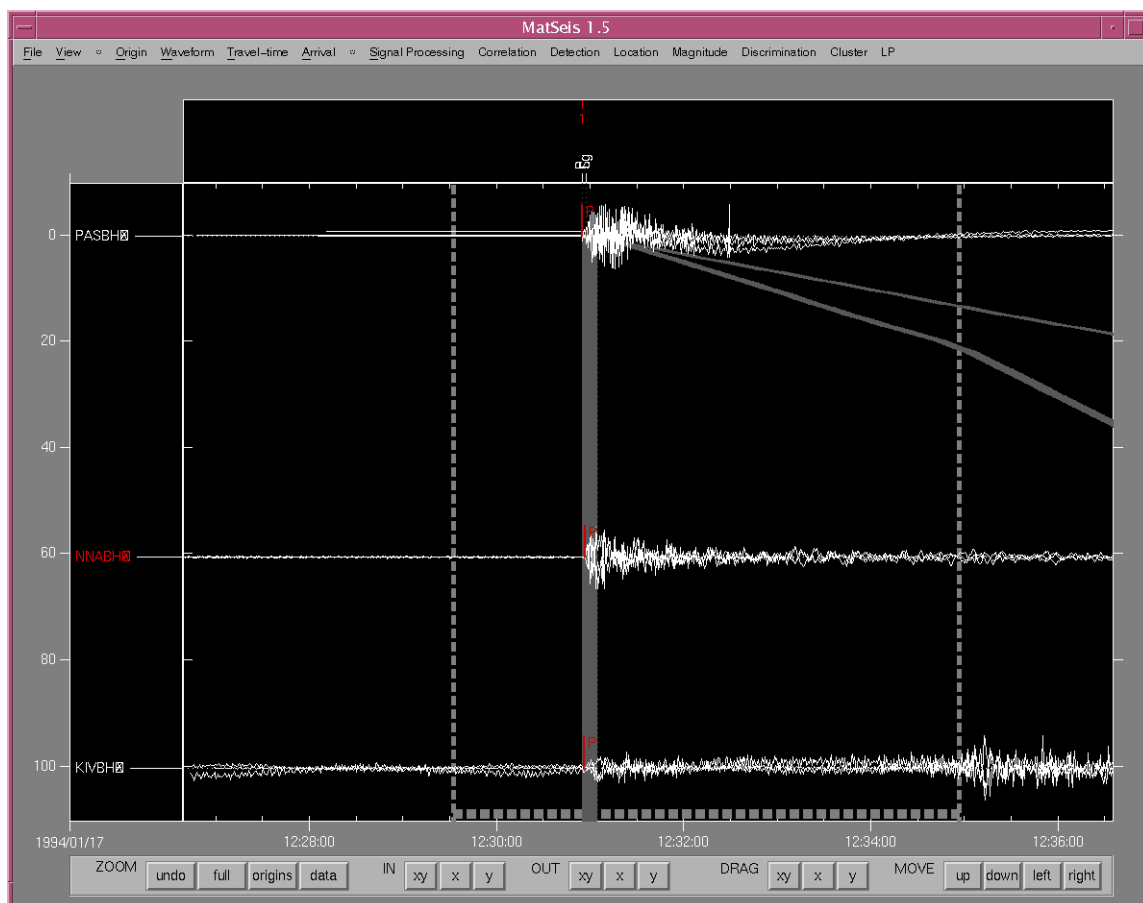 MatSeis 1.5
File View Origin Waveform Travel-time Arrival Signal Processing Correlation Detection Location Magnitude Discrimination Cluster LP
1
0 PASBHZ P
20
40
60 NNABHZ P
80
100 KIVBHZ P
1994/01/17 12:28:00 12:30:00 12:32:00 12:34:00 12:36:00
ZOOM undo full origins data IN xy x y OUT xy x y DRAG xy x y MOVE up down left right